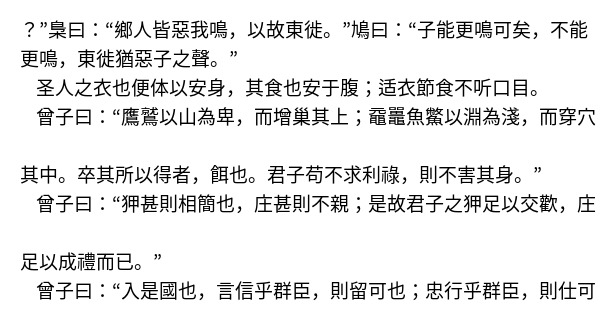 ？”梟曰：“鄉人皆惡我鳴，以故東徙。”鳩曰：“子能更鳴可矣，不能
更鳴，東徙猶惡子之聲。”
圣人之衣也便体以安身，其食也安于腹；适衣節食不听口目。
曾子曰：“鷹鷲以山為卑，而增巢其上；黿鼉魚鱉以淵為淺，而穿穴
其中。卒其所以得者，餌也。君子苟不求利祿，則不害其身。”
曾子曰：“狎甚則相簡也，庄甚則不親；是故君子之狎足以交歡，庄
足以成禮而已。”
曾子曰：“入是國也，言信乎群臣，則留可也；忠行乎群臣，則仕可